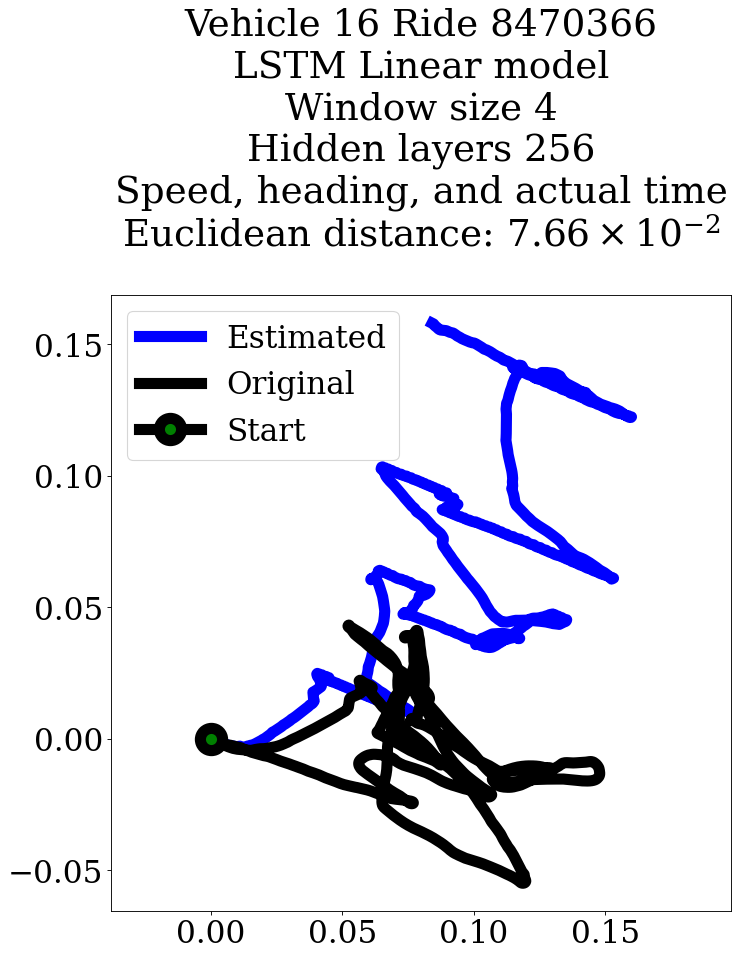 Vehicle 16 Ride 8470366
LSTM Linear model
Window size 4
Hidden layers 256
Speed, heading, and actual time
Euclidean distance: 7.66 × 10⁻²
Estimated
Original
Start
0.15
0.10
0.05
0.00
−0.05
0.00 0.05 0.10 0.15